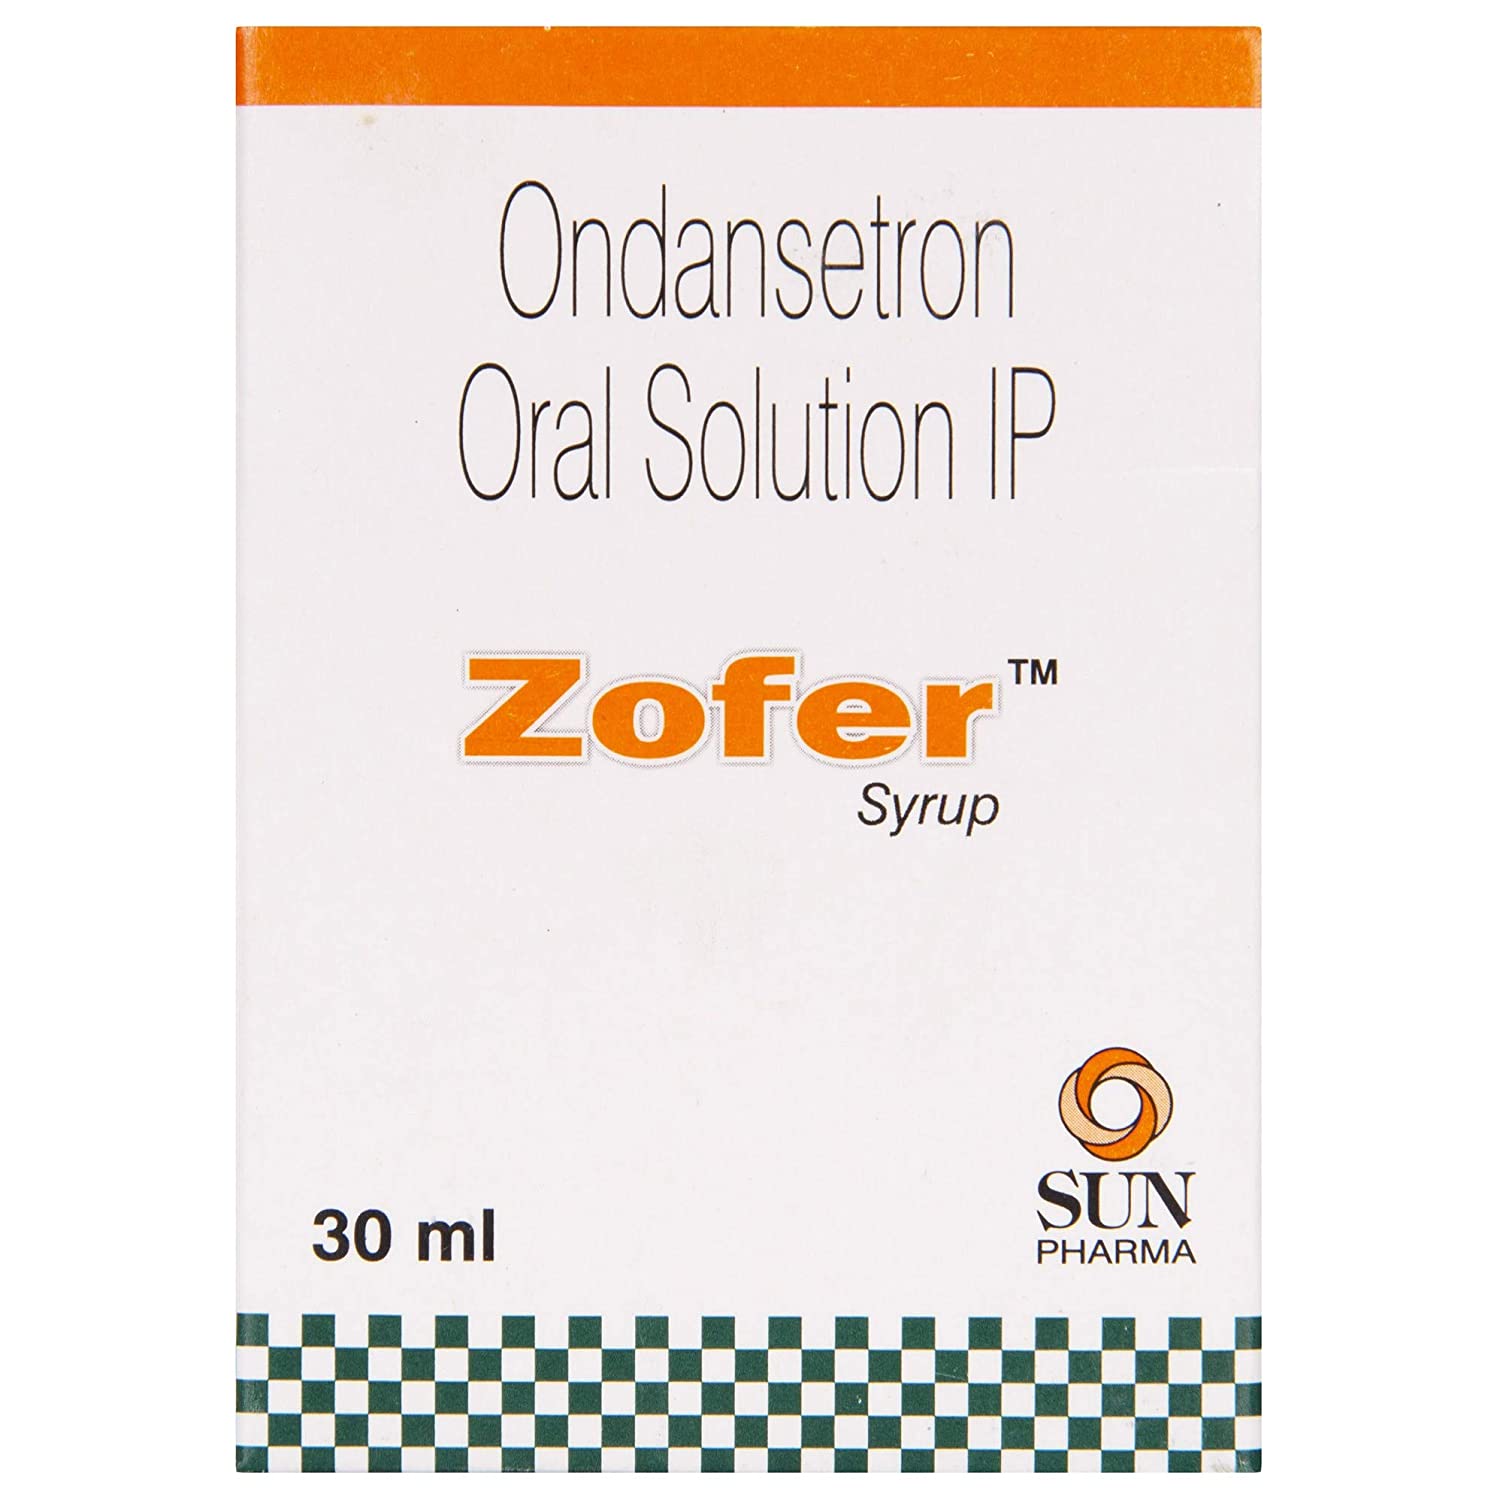 Ondansetron
Oral Solution IP
Zofer™
Syrup
30 ml
SUN
PHARMA